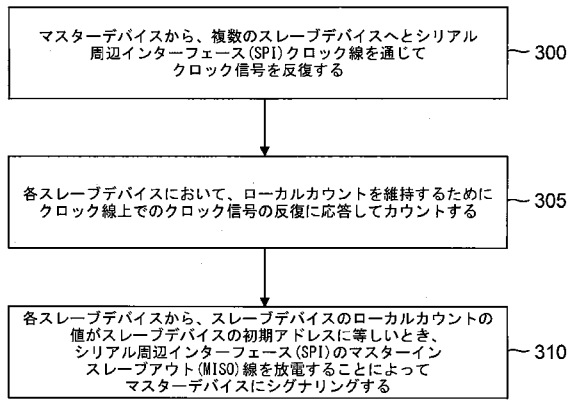 マスターデバイスから、複数のスレーブデバイスへとシリアル
周辺インターフェース(SPI)クロック線を通じて
クロック信号を反復する
300
各スレーブデバイスにおいて、ローカルカウントを維持するために
クロック線上でのクロック信号の反復に応答してカウントする
305
各スレーブデバイスから、スレーブデバイスのローカルカウントの
値がスレーブデバイスの初期アドレスに等しいとき、
シリアル周辺インターフェース(SPI)のマスターイン
スレーブアウト(MISO)線を放電することによって
マスターデバイスにシグナリングする
310